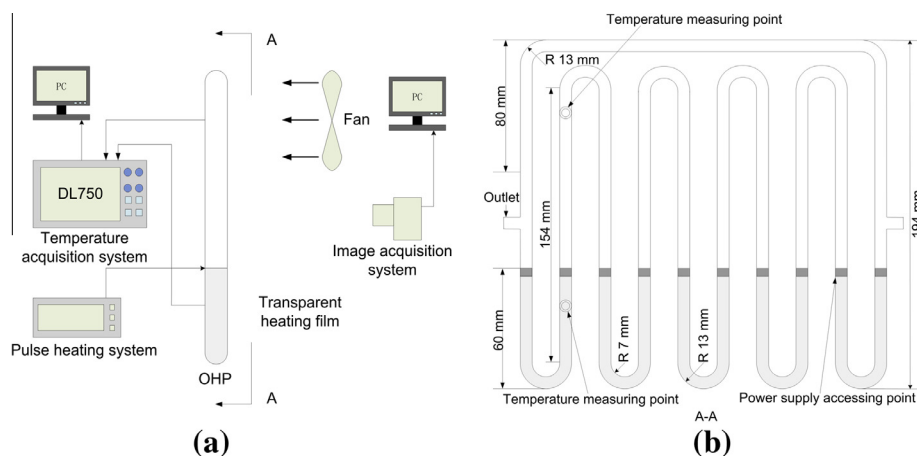 A
PC
Fan
PC
DL750
Temperature
acquisition system
Image acquisition
system
Transparent
heating film
Pulse heating system
OHP
A
(a)
Temperature measuring point
R 13 mm
80 mm
Outlet
154 mm
194 mm
60 mm
R 7 mm
R 13 mm
Temperature measuring point
Power supply accessing point
A-A
(b)